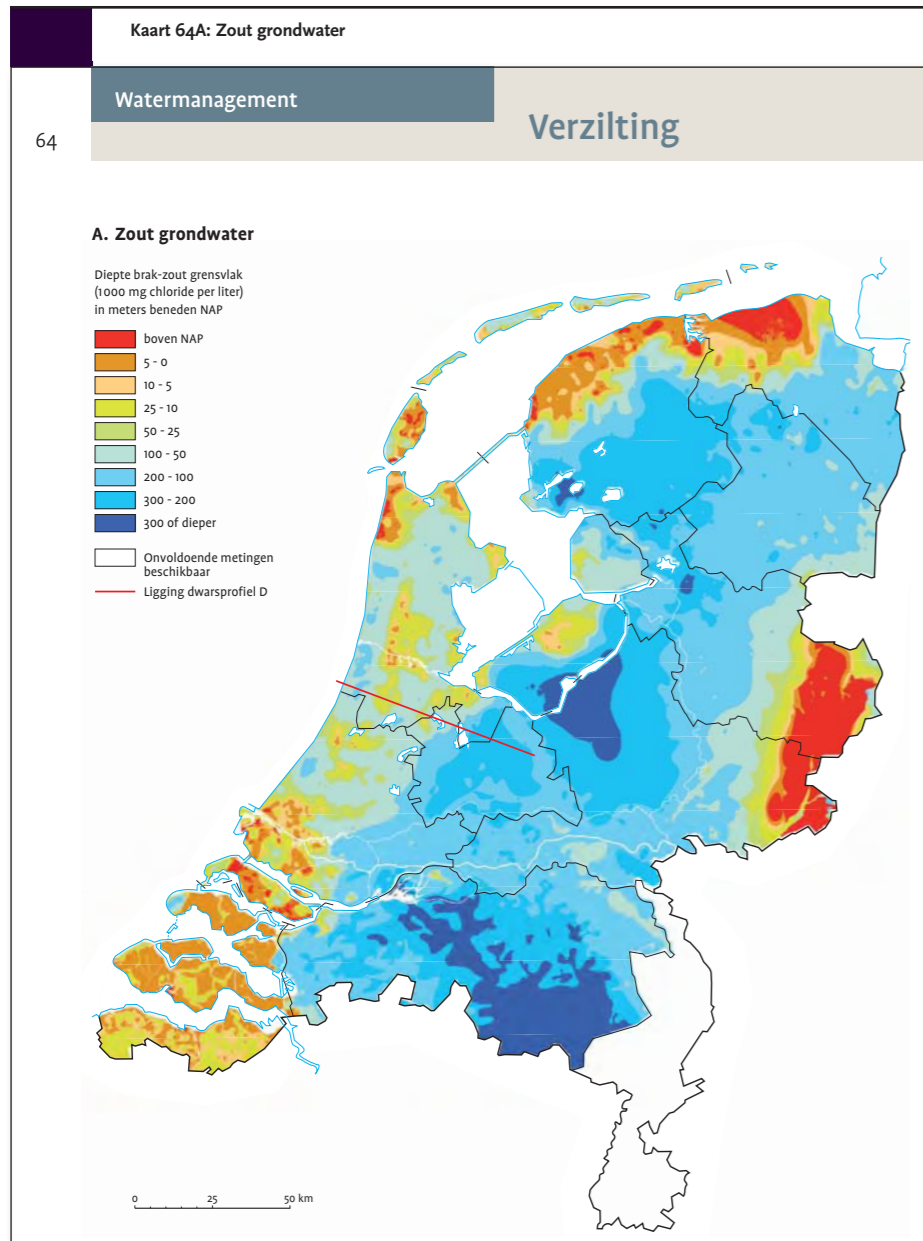 Kaart 64A: Zout grondwater
Watermanagement
Verzilting
64
A. Zout grondwater
Diepte brak-zout grensvlak
(1000 mg chloride per liter)
in meters beneden NAP
boven NAP
5 - 0
10 - 5
25 - 10
50 - 25
100 - 50
200 - 100
300 - 200
300 of dieper
Onvoldoende metingen
beschikbaar
Ligging dwarsprofiel D
0 25 50 km